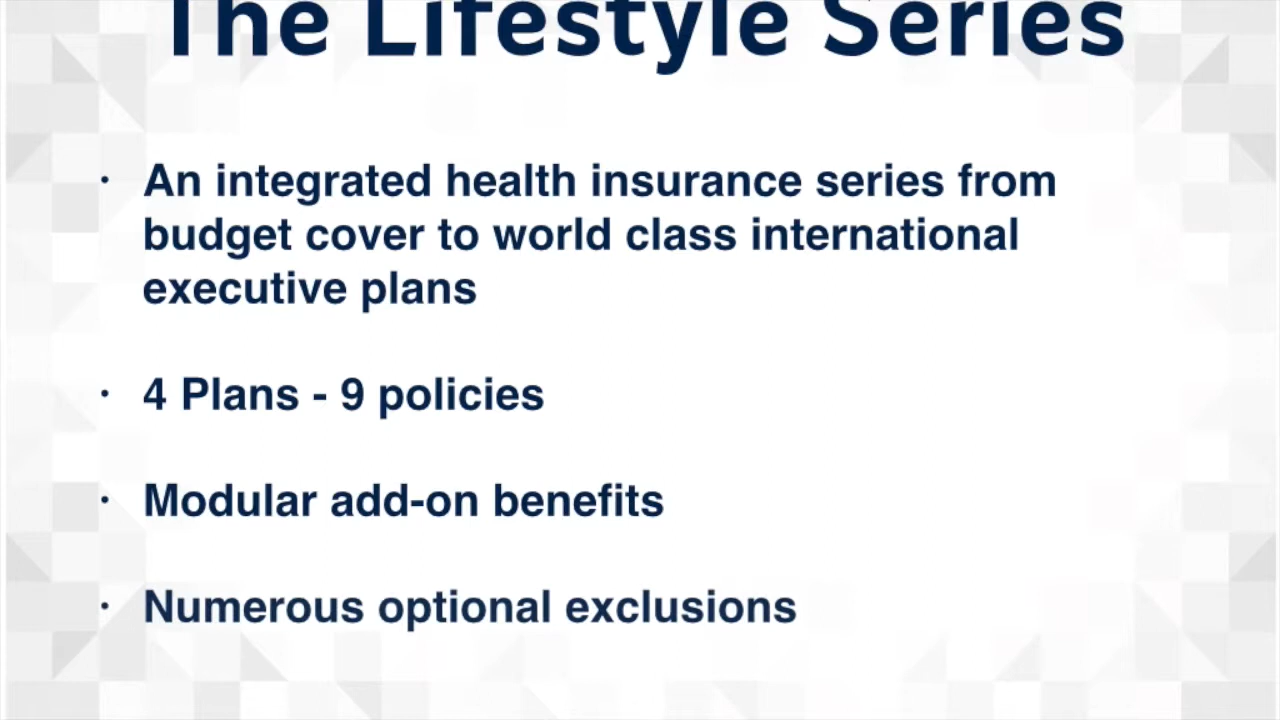 The Lifestyle Series
· An integrated health insurance series from
budget cover to world class international
executive plans
· 4 Plans - 9 policies
· Modular add-on benefits
· Numerous optional exclusions